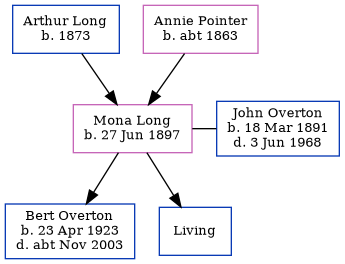 Arthur Long
b. 1873
Annie Pointer
b. abt 1863
Mona Long
b. 27 Jun 1897
John Overton
b. 18 Mar 1891
d. 3 Jun 1968
Bert Overton
b. 23 Apr 1923
d. abt Nov 2003
Living